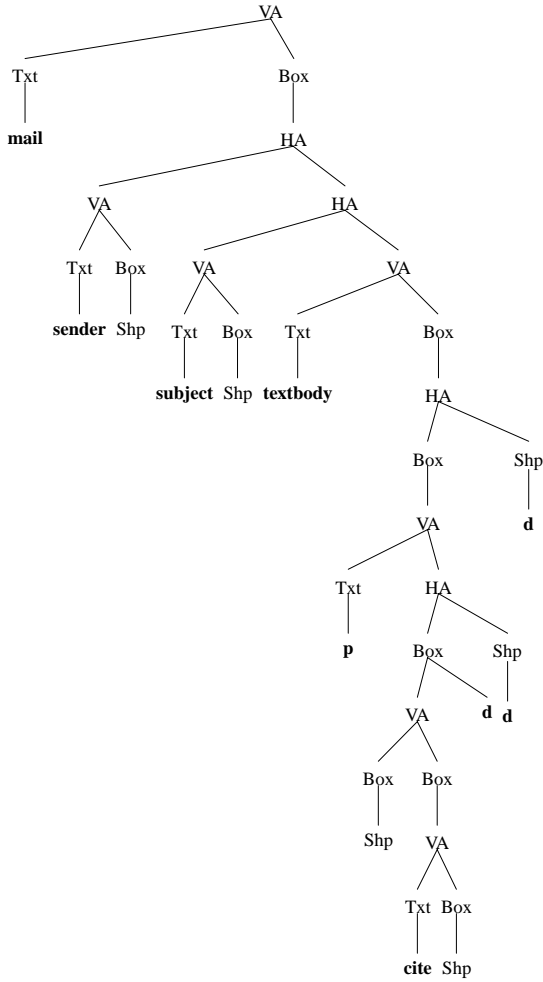 VA
Txt Box
mail HA
VA HA
Txt Box VA VA
sender Shp Txt Box Txt Box
subject Shp textbody HA
Box Shp
VA d
Txt HA
p Box Shp
VA d d
Box Box
Shp VA
Txt Box
cite Shp